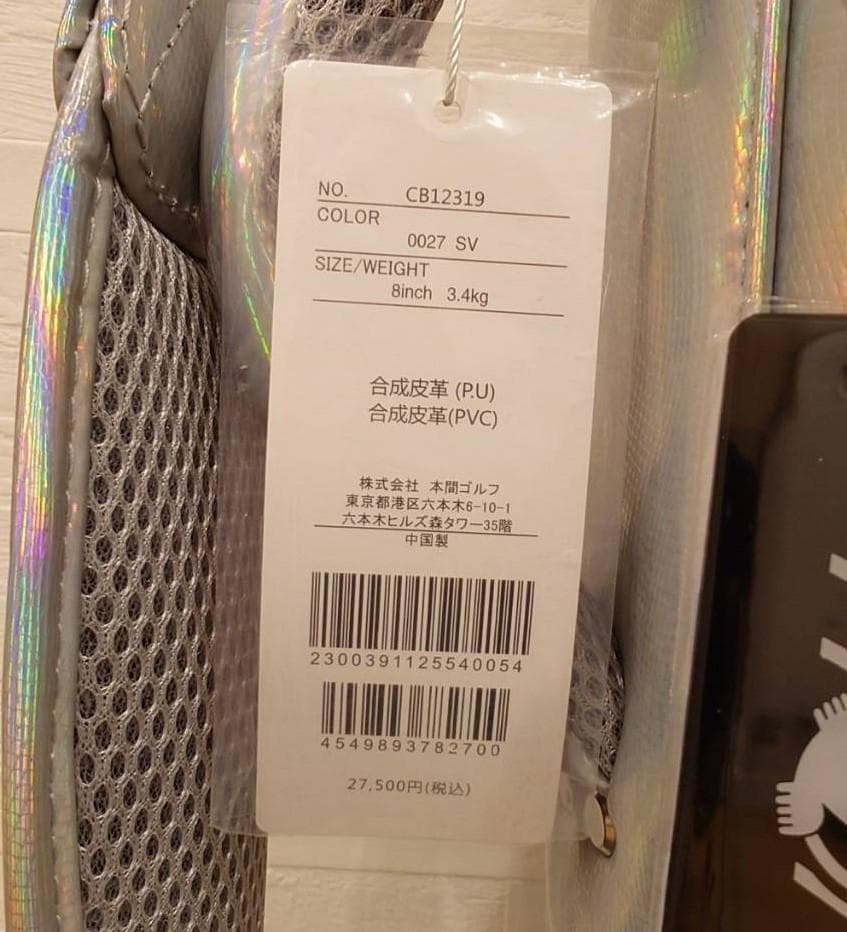 NO. CB12319
COLOR
0027 SV
SIZE/WEIGHT
8inch 3.4kg
合成皮革 (P.U)
合成皮革(PVC)
株式会社 本間ゴルフ
東京都港区六本木6-10-1
六本木ヒルズ森タワー35階
中国製
2300391125540054
4549893782700
27,500円(税込)